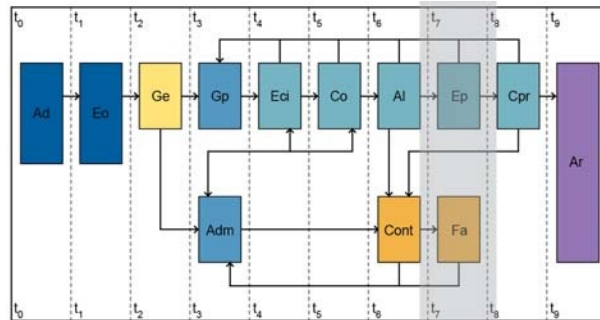 t0 t1 t2 t3 t4 t5 t6 t7 t8 t9
Ad Eo Ge Gp Eci Co Al Ep Cpr Ar
Adm Cont Fa
t0 t1 t2 t3 t4 t5 t6 t7 t8 t9